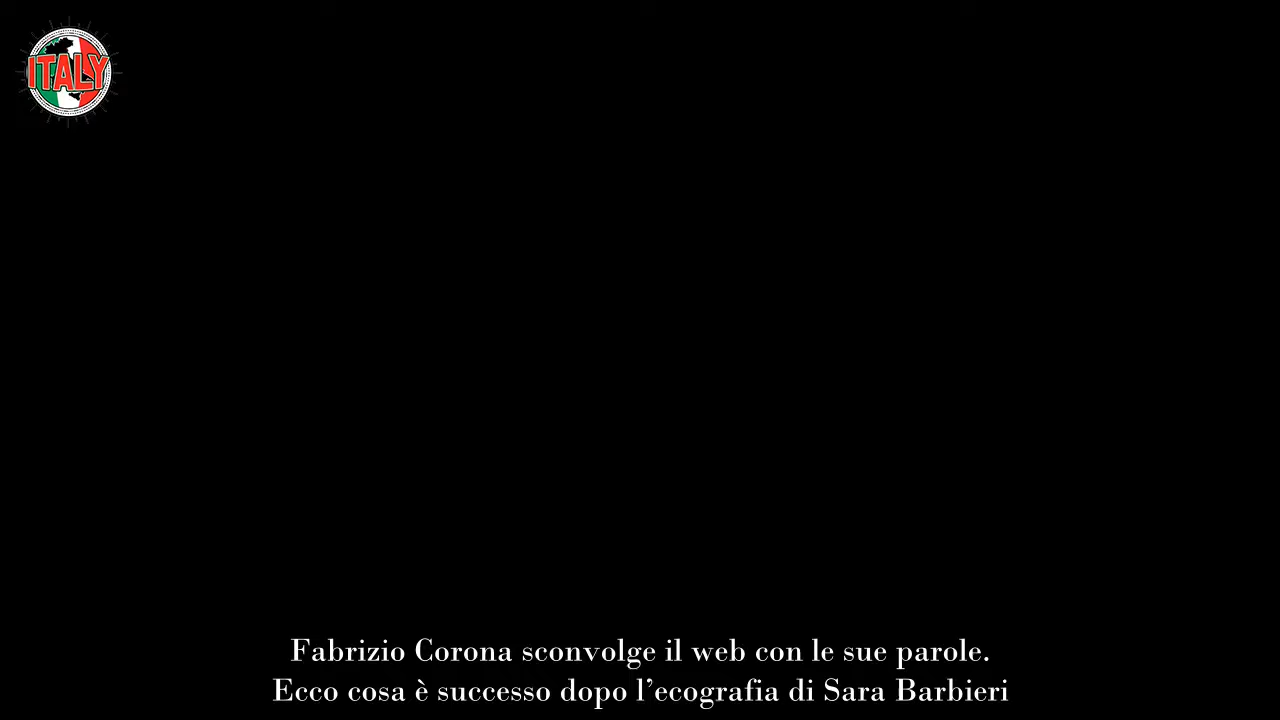 ITALY
Fabrizio Corona sconvolge il web con le sue parole.
Ecco cosa è successo dopo l’ecografia di Sara Barbieri